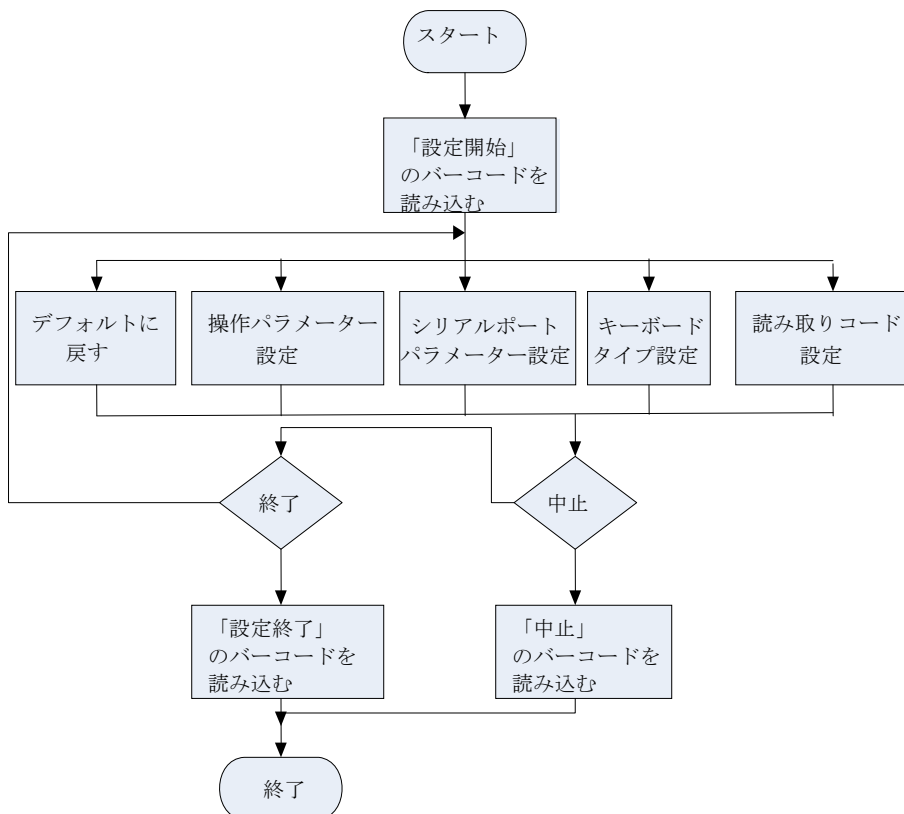 スタート
「設定開始」
のバーコードを
読み込む
デフォルトに
戻す
操作パラメーター
設定
シリアルポート
パラメーター設定
キーボード
タイプ設定
読み取りコード
設定
終了
中止
「設定終了」
のバーコードを
読み込む
「中止」
のバーコードを
読み込む
終了